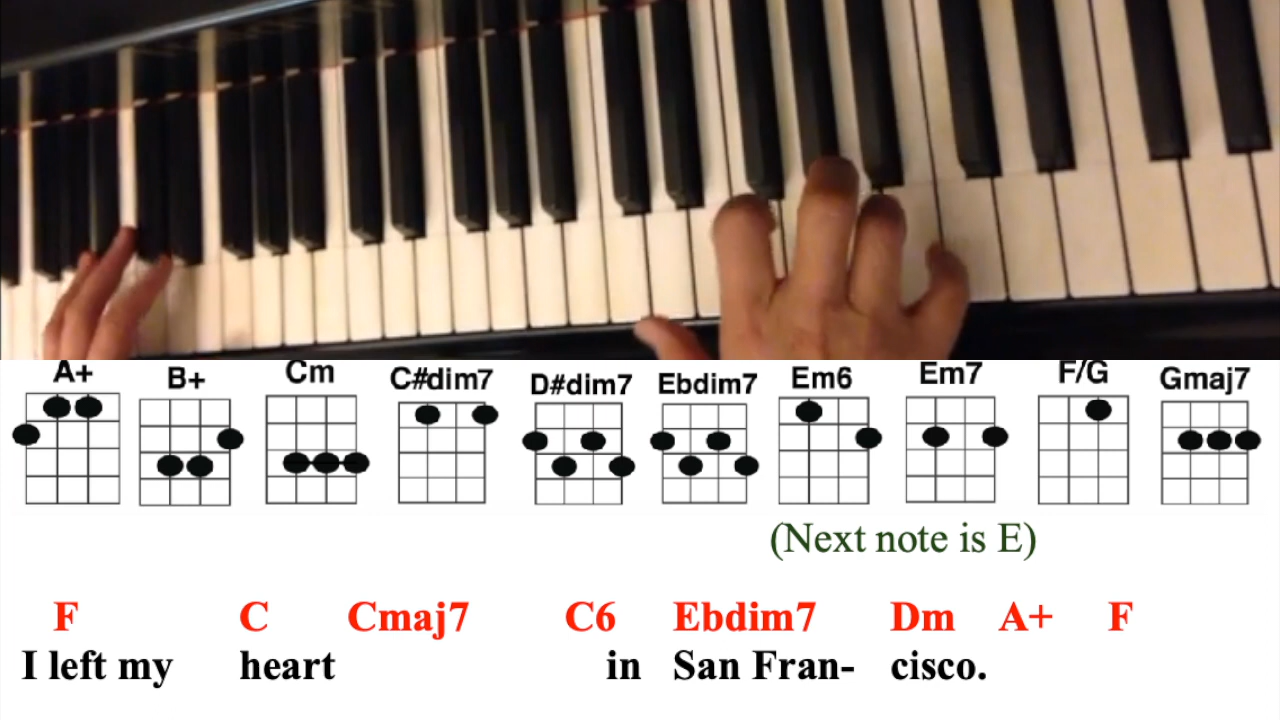 A+ B+ Cm C#dim7 D#dim7 Ebdim7 Em6 Em7 F/G Gmaj7
(Next note is E)
F C Cmaj7 C6 Ebdim7 Dm A+ F
I left my heart in San Fran- cisco.